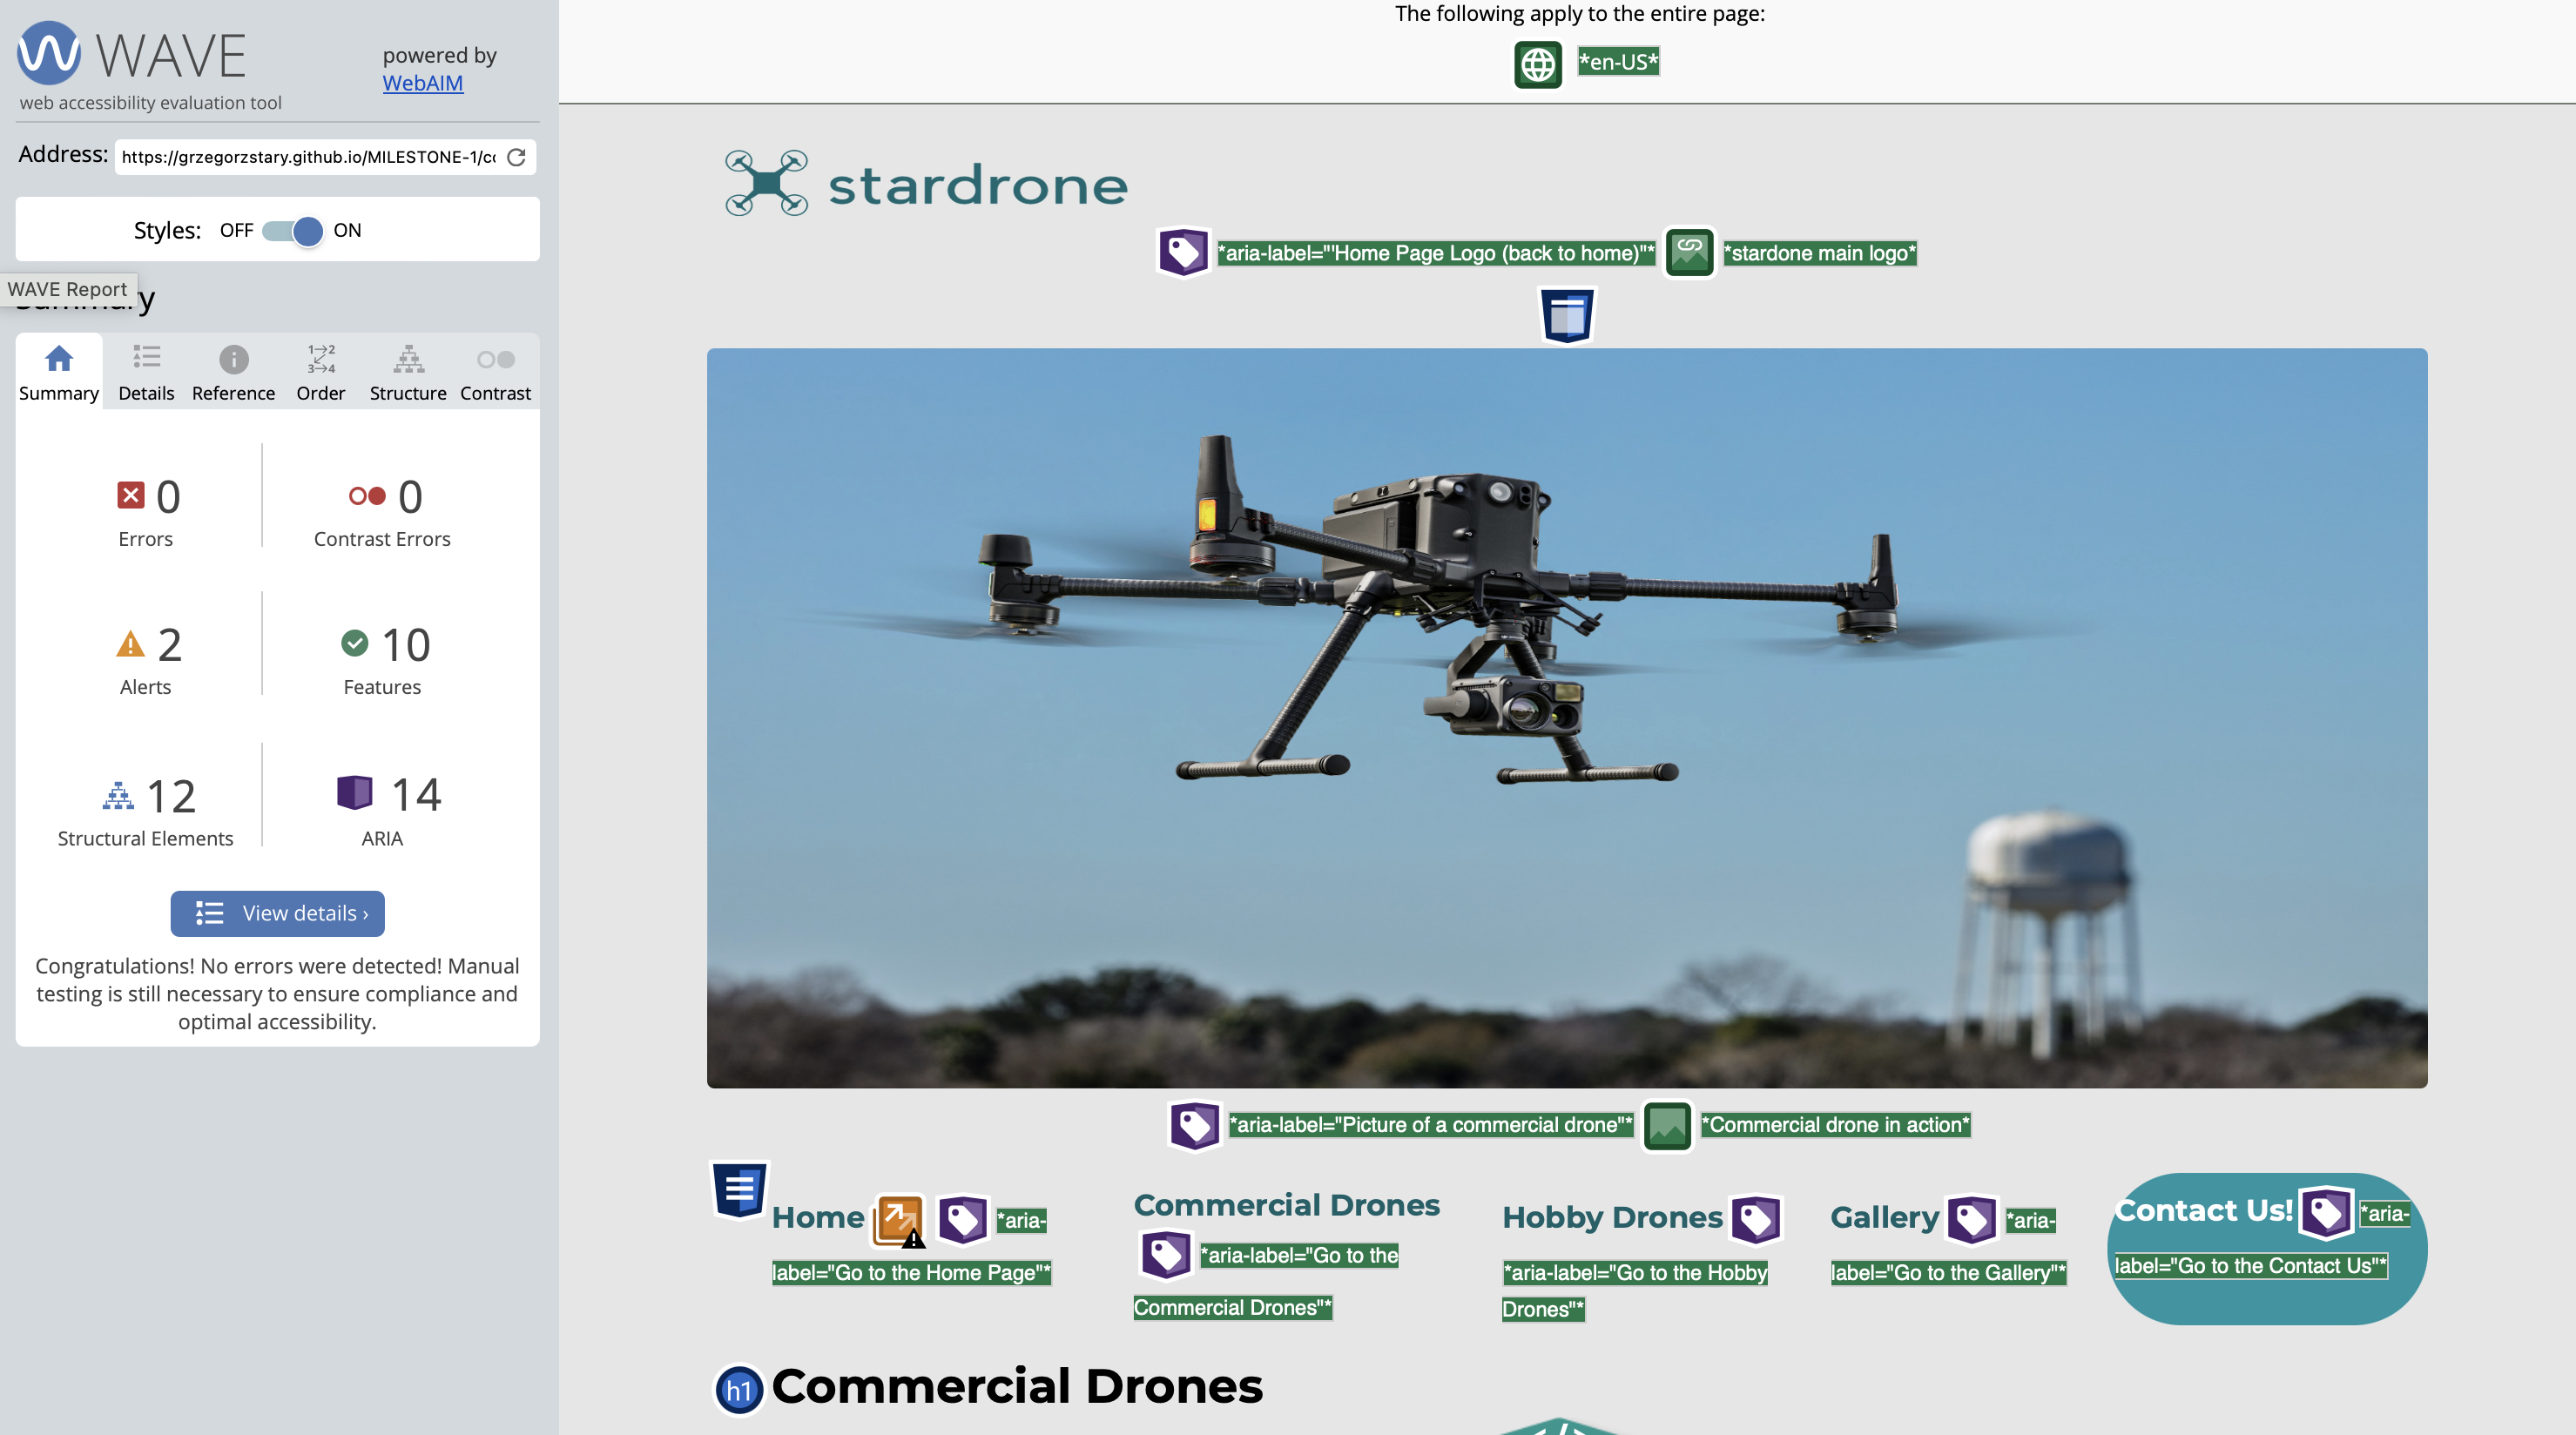 WAVE
powered by
WebAIM
web accessibility evaluation tool
Address: https://grzegorzstary.github.io/MILESTONE-1/c
Styles: OFF ON
WAVE Report
Summary
1 2
3 4
Summary Details Reference Order Structure Contrast
0 0
Errors Contrast Errors
2 10
Alerts Features
12 14
Structural Elements ARIA
View details ›
Congratulations! No errors were detected! Manual
testing is still necessary to ensure compliance and
optimal accessibility.
The following apply to the entire page:
*en-US*
stardrone
*aria-label="'Home Page Logo (back to home)"* *stardone main logo*
*aria-label="Picture of a commercial drone"* *Commercial drone in action*
Home *aria-
label="Go to the Home Page"*
Commercial Drones
*aria-label="Go to the
Commercial Drones"*
Hobby Drones
*aria-label="Go to the Hobby
Drones"*
Gallery *aria-
label="Go to the Gallery"*
Contact Us! *aria-
label="Go to the Contact Us"*
h1 Commercial Drones